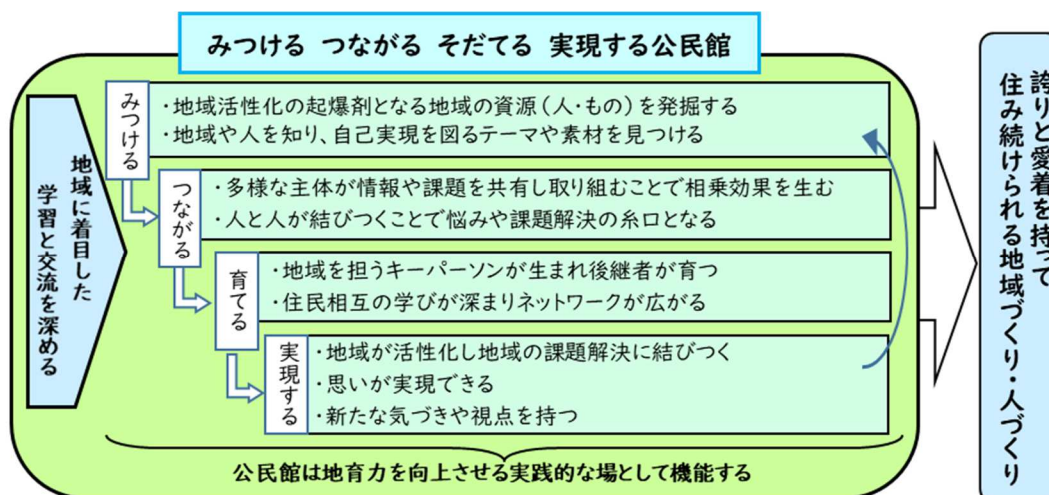 みつける つながる そだてる 実現する公民館
地域に着目した
学習と交流を深める
みつける
・地域活性化の起爆剤となる地域の資源(人・もの)を発掘する
・地域や人を知り、自己実現を図るテーマや素材を見つける
つながる
・多様な主体が情報や課題を共有し取り組むことで相乗効果を生む
・人と人が結びつくことで悩みや課題解決の糸口となる
育てる
・地域を担うキーパーソンが生まれ後継者が育つ
・住民相互の学びが深まりネットワークが広がる
実現する
・地域が活性化し地域の課題解決に結びつく
・思いが実現できる
・新たな気づきや視点を持つ
公民館は地育力を向上させる実践的な場として機能する
誇りと愛着を持って
住み続けられる地域づくり・人づくり